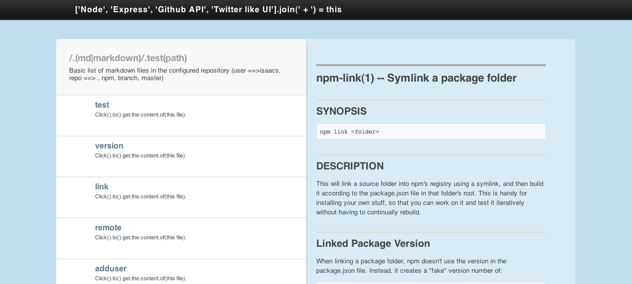 ['Node', 'Express', 'Github API', 'Twitter like UI'].join(' + ') = this
/.(md|markdown)/.test(path)
Basic list of markdown files in the configured repository (user ==>isaacs,
repo ==> , npm, branch, master)
test
Click().to().get.the.content.of(this file).
version
Click().to().get.the.content.of(this file).
link
Click().to().get.the.content.of(this file).
remote
Click().to().get.the.content.of(this file).
adduser
Click().to().get.the.content.of(this file).
npm-link(1) -- Symlink a package folder
SYNOPSIS
npm link <folder>
DESCRIPTION
This will link a source folder into npm's registry using a symlink, and then build
it according to the package.json file in that folder's root. This is handy for
installing your own stuff, so that you can work on it and test it iteratively
without having to continually rebuild.
Linked Package Version
When linking a package folder, npm doesn't use the version in the
package.json file. Instead, it creates a "fake" version number of: